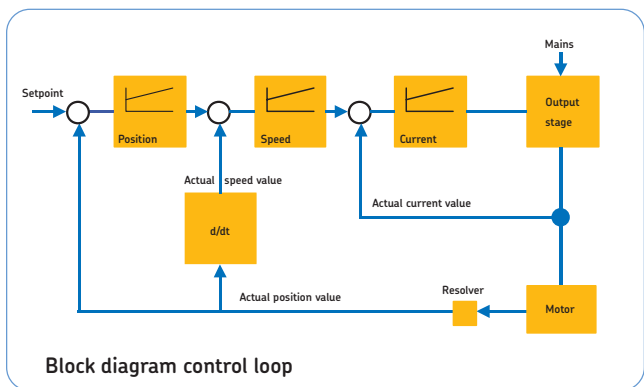 Mains
Setpoint
Position
Speed
Current
Output
stage
Actual speed value
Actual current value
d/dt
Actual position value
Resolver
Motor
Block diagram control loop